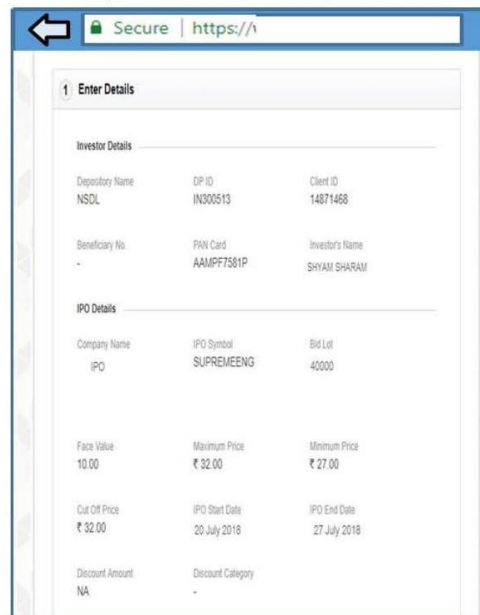 Secure | https://
1 Enter Details
Investor Details
Depository Name DP ID Client ID
NSDL IN300513 14871468
Beneficiary No. PAN Card Investor's Name
- AAMPF7581P SHYAM SHARAM
IPO Details
Company Name IPO Symbol Bid Lot
IPO SUPREMEENG 40000
Face Value Maximum Price Minimum Price
10.00 ₹ 32.00 ₹ 27.00
Cut Off Price IPO Start Date IPO End Date
₹ 32.00 20 July 2018 27 July 2018
Discount Amount Discount Category
NA -